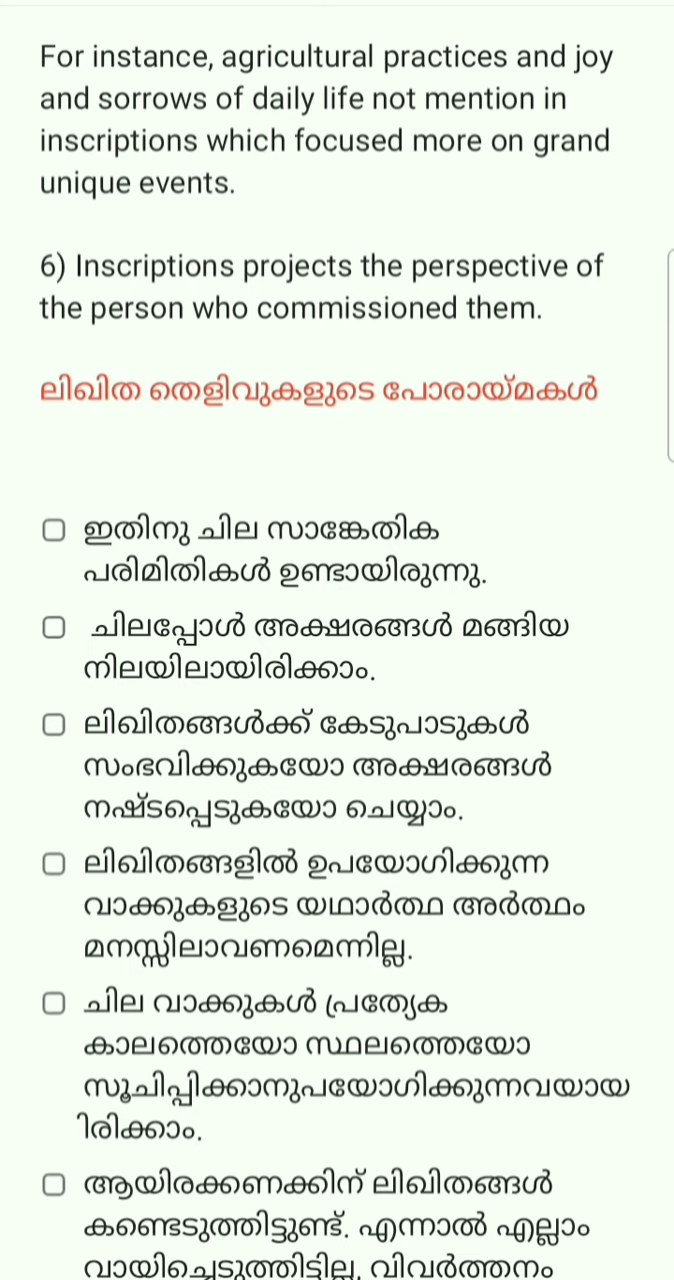 For instance, agricultural practices and joy
and sorrows of daily life not mention in
inscriptions which focused more on grand
unique events.
6) Inscriptions projects the perspective of
the person who commissioned them.
ലിഖിത തെളിവുകളുടെ പോരായ്മകൾ
ഇതിനു ചില സാങ്കേതിക
പരിമിതികൾ ഉണ്ടായിരുന്നു.
ചിലപ്പോൾ അക്ഷരങ്ങൾ മങ്ങിയ
നിലയിലായിരിക്കാം.
ലിഖിതങ്ങൾക്ക് കേടുപാടുകൾ
സംഭവിക്കുകയോ അക്ഷരങ്ങൾ
നഷ്ടപ്പെടുകയോ ചെയ്യാം.
ലിഖിതങ്ങളിൽ ഉപയോഗിക്കുന്ന
വാക്കുകളുടെ യഥാർത്ഥ അർത്ഥം
മനസ്സിലാവണമെന്നില്ല.
ചില വാക്കുകൾ പ്രത്യേക
കാലത്തെയോ സ്ഥലത്തെയോ
സൂചിപ്പിക്കാനുപയോഗിക്കുന്നവയായ
ിരിക്കാം.
ആയിരക്കണക്കിന് ലിഖിതങ്ങൾ
കണ്ടെടുത്തിട്ടുണ്ട്. എന്നാൽ എല്ലാം
വായിച്ചെടുത്തിട്ടില്ല, വിവർത്തനം